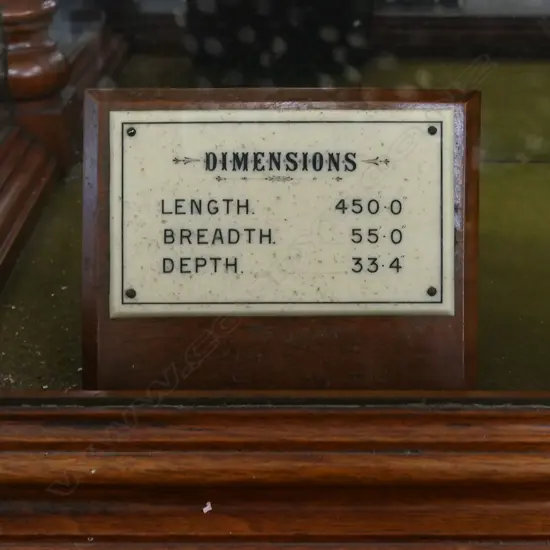 DIMENSIONS
LENGTH. 450·0
BREADTH. 55·0
DEPTH. 33·4